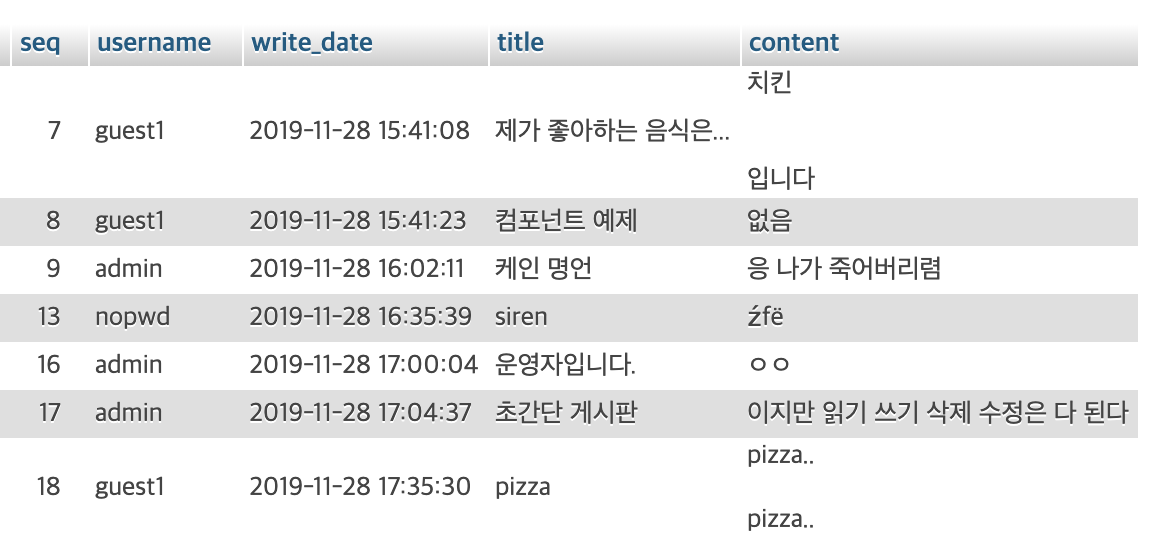 seq username write_date title content
치킨
7 guest1 2019-11-28 15:41:08 제가 좋아하는 음식은...
입니다
8 guest1 2019-11-28 15:41:23 컴포넌트 예제 없음
9 admin 2019-11-28 16:02:11 케인 명언 응 나가 죽어버리렴
13 nopwd 2019-11-28 16:35:39 siren źfë
16 admin 2019-11-28 17:00:04 운영자입니다. ㅇㅇ
17 admin 2019-11-28 17:04:37 초간단 게시판 이지만 읽기 쓰기 삭제 수정은 다 된다
pizza..
18 guest1 2019-11-28 17:35:30 pizza
pizza..